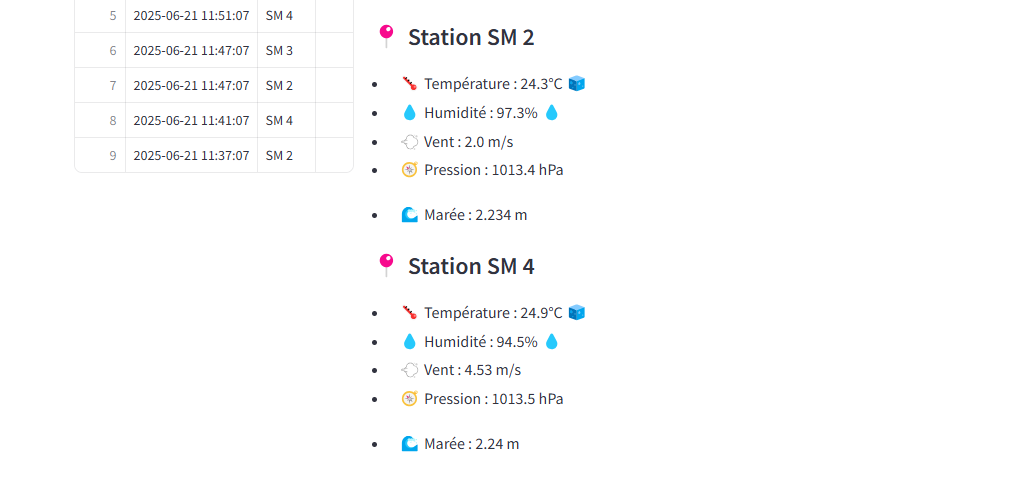 5 2025-06-21 11:51:07 SM 4
6 2025-06-21 11:47:07 SM 3
7 2025-06-21 11:47:07 SM 2
8 2025-06-21 11:41:07 SM 4
9 2025-06-21 11:37:07 SM 2
Station SM 2
Température : 24.3°C
Humidité : 97.3%
Vent : 2.0 m/s
Pression : 1013.4 hPa
Marée : 2.234 m
Station SM 4
Température : 24.9°C
Humidité : 94.5%
Vent : 4.53 m/s
Pression : 1013.5 hPa
Marée : 2.24 m